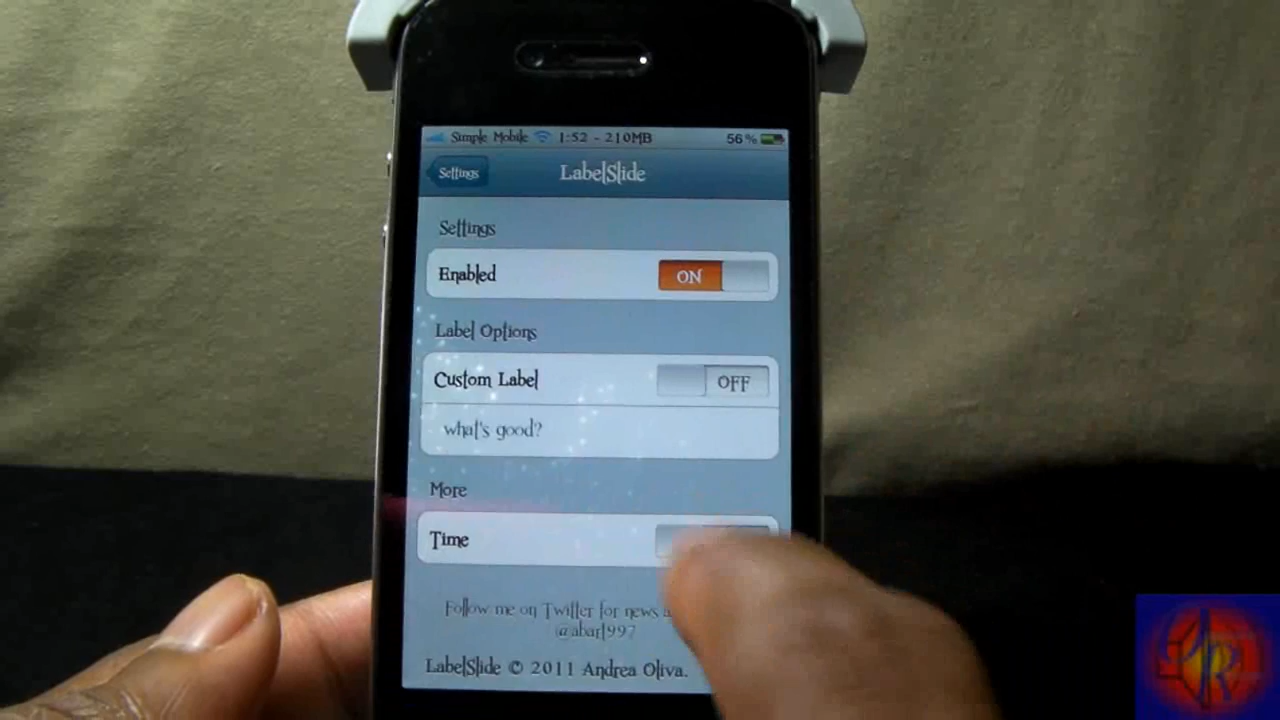 Simple Mobile 1:52 - 210MB 56%
Settings LabelSlide
Settings
Enabled ON
Label Options
Custom Label OFF
what's good?
More
Time
Follow me on Twitter for news
LabelSlide © 2011 Andrea Oliva.
R